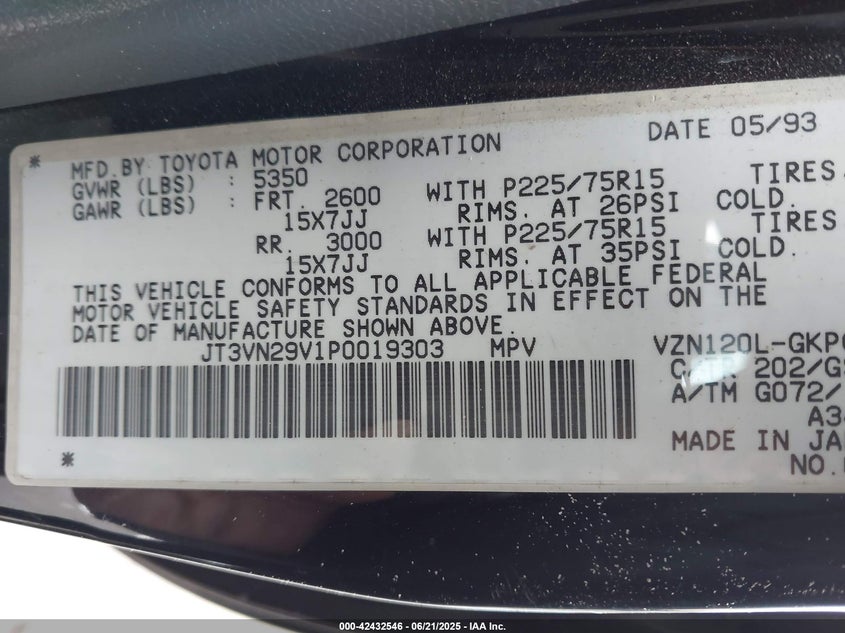 * MFD.BY TOYOTA MOTOR CORPORATION DATE 05/93
GVWR (LBS) : 5350
GAWR (LBS) : FRT. 2600 WITH P225/75R15 TIRES.
15X7JJ RIMS. AT 26PSI COLD.
RR. 3000 WITH P225/75R15 TIRES
15X7JJ RIMS. AT 35PSI COLD.
THIS VEHICLE CONFORMS TO ALL APPLICABLE FEDERAL
MOTOR VEHICLE SAFETY STANDARDS IN EFFECT ON THE
DATE OF MANUFACTURE SHOWN ABOVE.
JT3VN29V1P0019303 MPV VZN120L-GKP
202/G
A/TM G072/
A3
MADE IN JA
* NO.
000-42432546 - 06/21/2025 - IAA Inc.